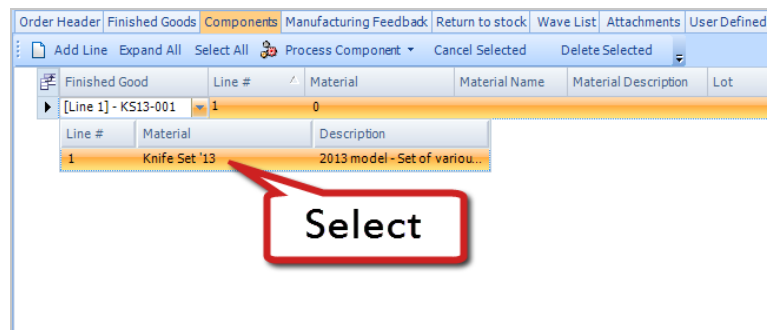 Order Header Finished Goods Components Manufacturing Feedback Return to stock Wave List Attachments User Defined
Add Line Expand All Select All Process Component Cancel Selected Delete Selected
Finished Good Line # Material Material Name Material Description Lot
[Line 1] - KS13-001 1 0
Line # Material Description
1 Knife Set '13 2013 model - Set of variou...
Select